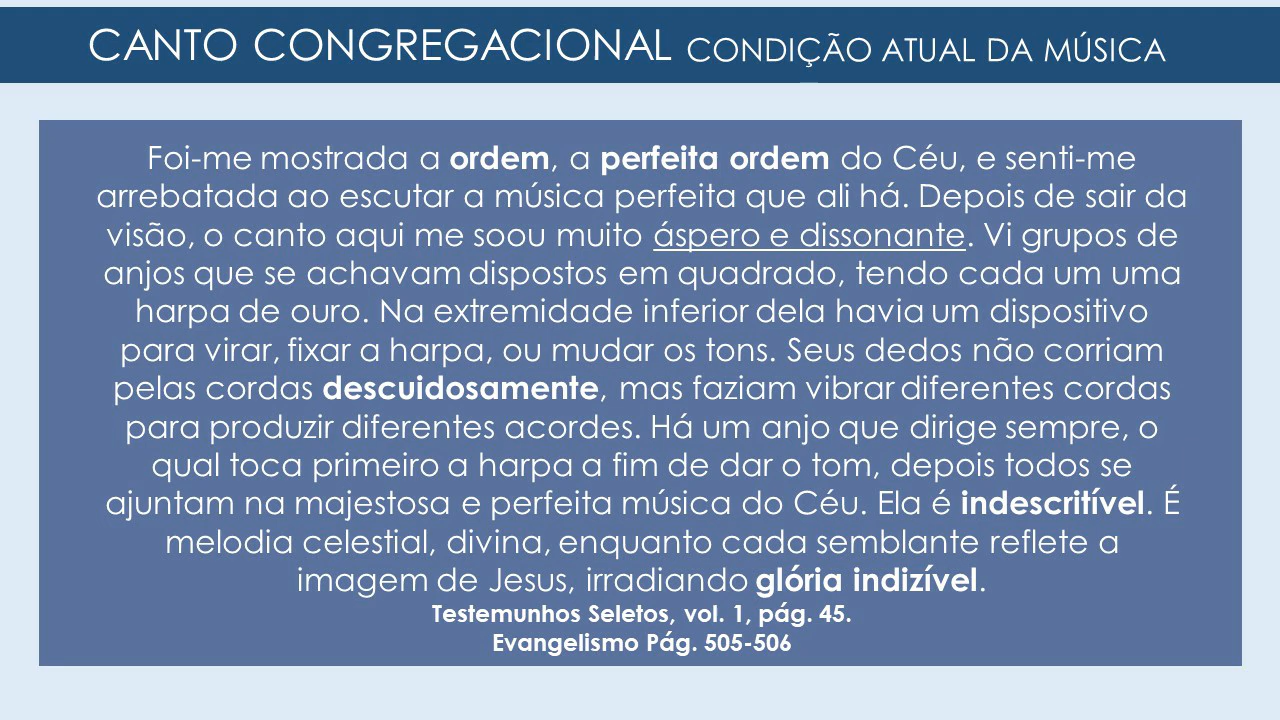 CANTO CONGREGACIONAL CONDIÇÃO ATUAL DA MÚSICA
Foi-me mostrada a ordem, a perfeita ordem do Céu, e senti-me
arrebatada ao escutar a música perfeita que ali há. Depois de sair da
visão, o canto aqui me soou muito áspero e dissonante. Vi grupos de
anjos que se achavam dispostos em quadrado, tendo cada um uma
harpa de ouro. Na extremidade inferior dela havia um dispositivo
para virar, fixar a harpa, ou mudar os tons. Seus dedos não corriam
pelas cordas descuidosamente, mas faziam vibrar diferentes cordas
para produzir diferentes acordes. Há um anjo que dirige sempre, o
qual toca primeiro a harpa a fim de dar o tom, depois todos se
ajuntam na majestosa e perfeita música do Céu. Ela é indescritível. É
melodia celestial, divina, enquanto cada semblante reflete a
imagem de Jesus, irradiando glória indizível.
Testemunhos Seletos, vol. 1, pág. 45.
Evangelismo Pág. 505-506